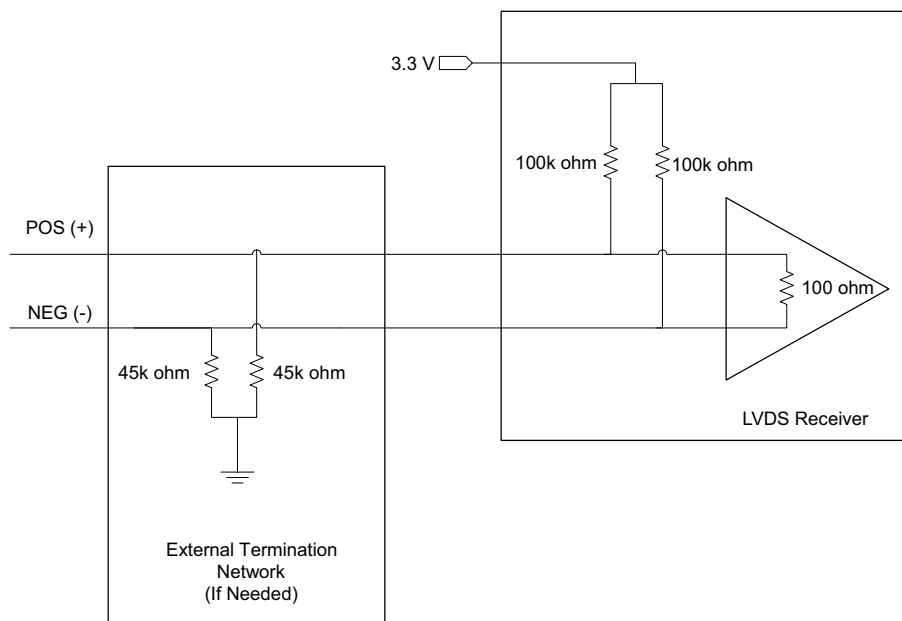 3.3 V
100k ohm
100k ohm
POS (+)
100 ohm
NEG (-)
45k ohm
45k ohm
LVDS Receiver
External Termination
Network
(If Needed)